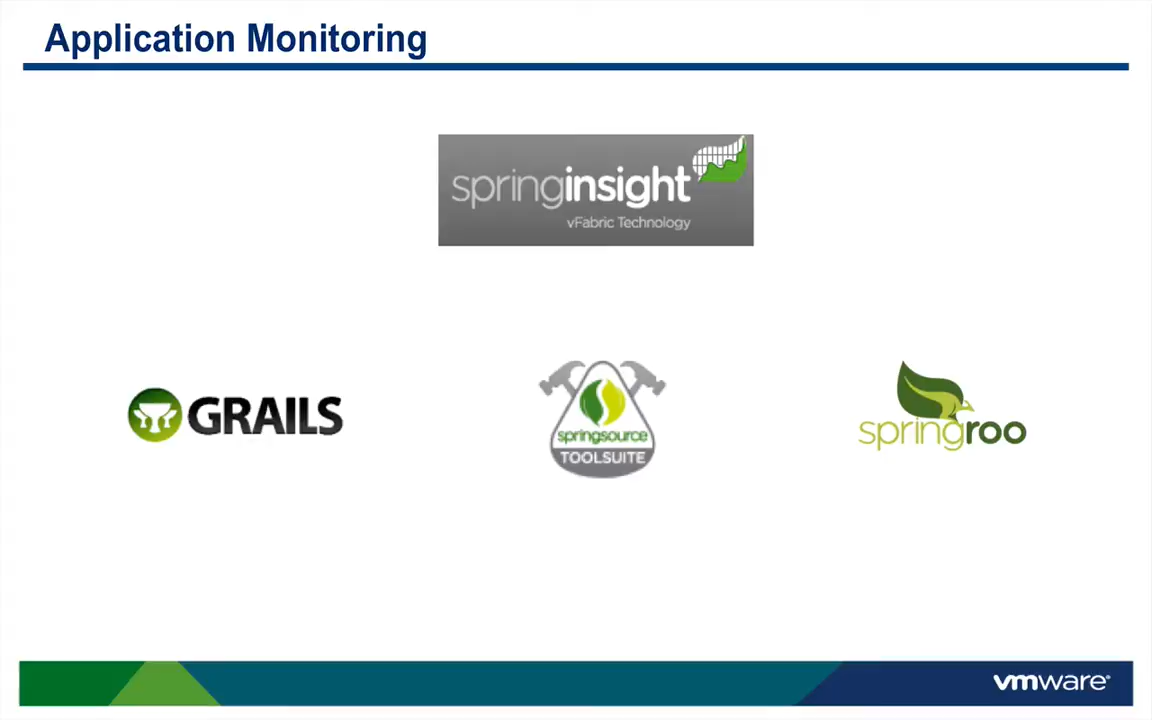 Application Monitoring
springinsight
vFabric Technology
GRAILS
springsource
TOOLSUITE
springroo
vmware®